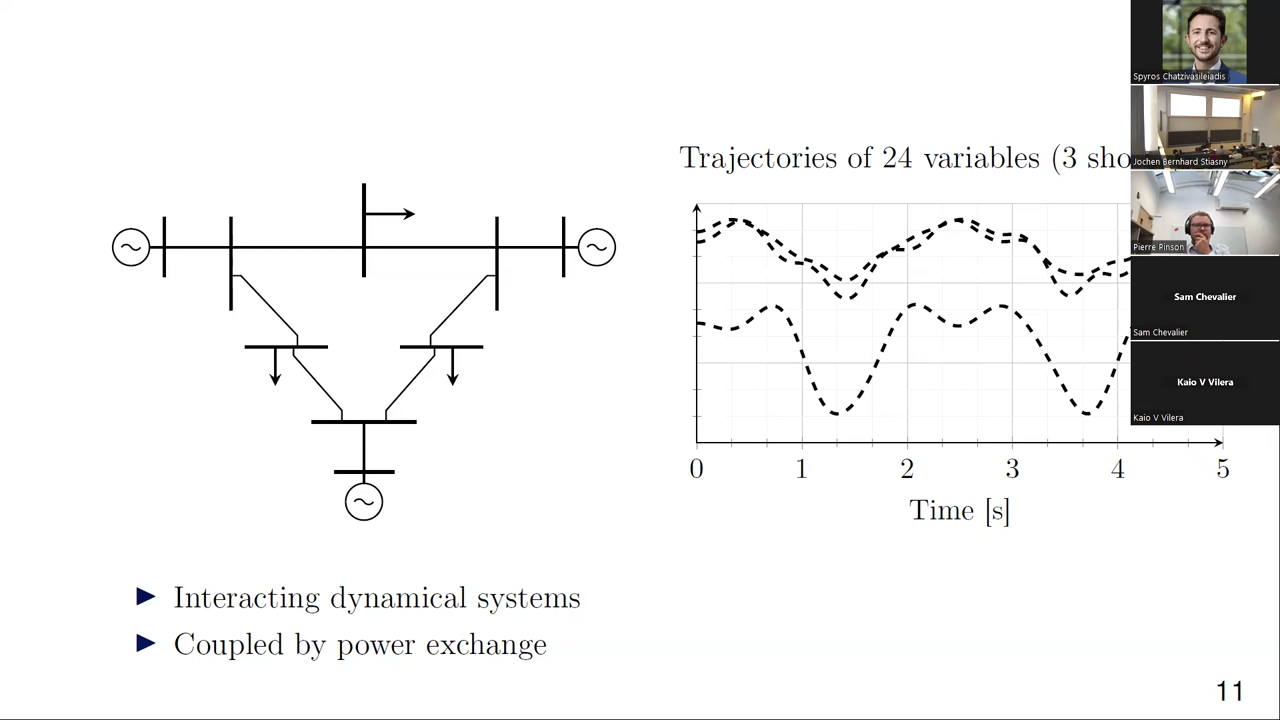 Trajectories of 24 variables (3 sho
0 1 2 3 4 5
Time [s]
▶ Interacting dynamical systems
▶ Coupled by power exchange
11
Spyros Chatzivasileiadis
Jochen Bernhard Stiasny
Pierre Pinson
Sam Chevalier
Sam Chevalier
Kaio V Vilera
Kaio V Vilera